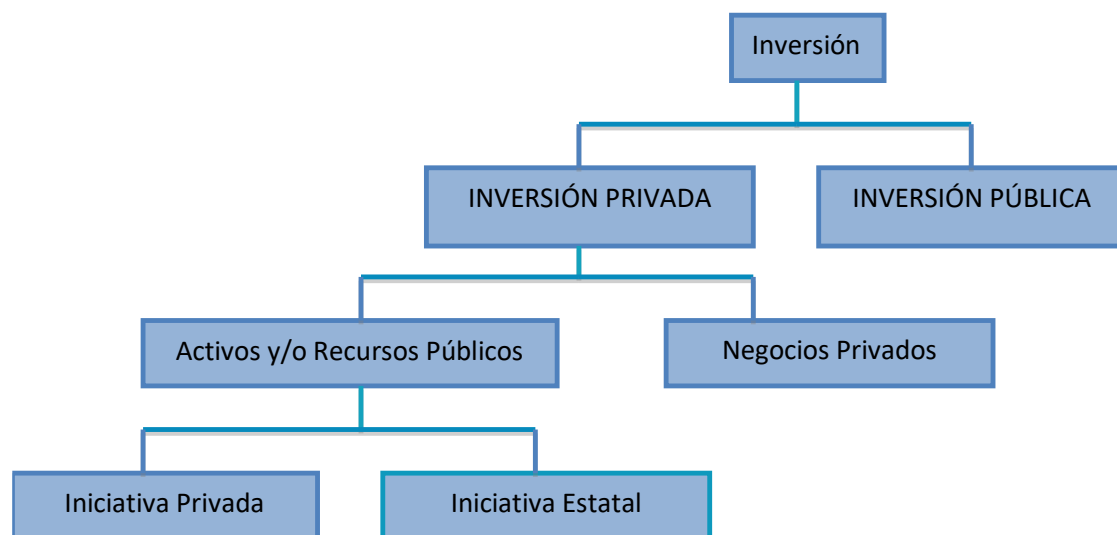 Inversión
INVERSIÓN PRIVADA
INVERSIÓN PÚBLICA
Activos y/o Recursos Públicos
Negocios Privados
Iniciativa Privada
Iniciativa Estatal